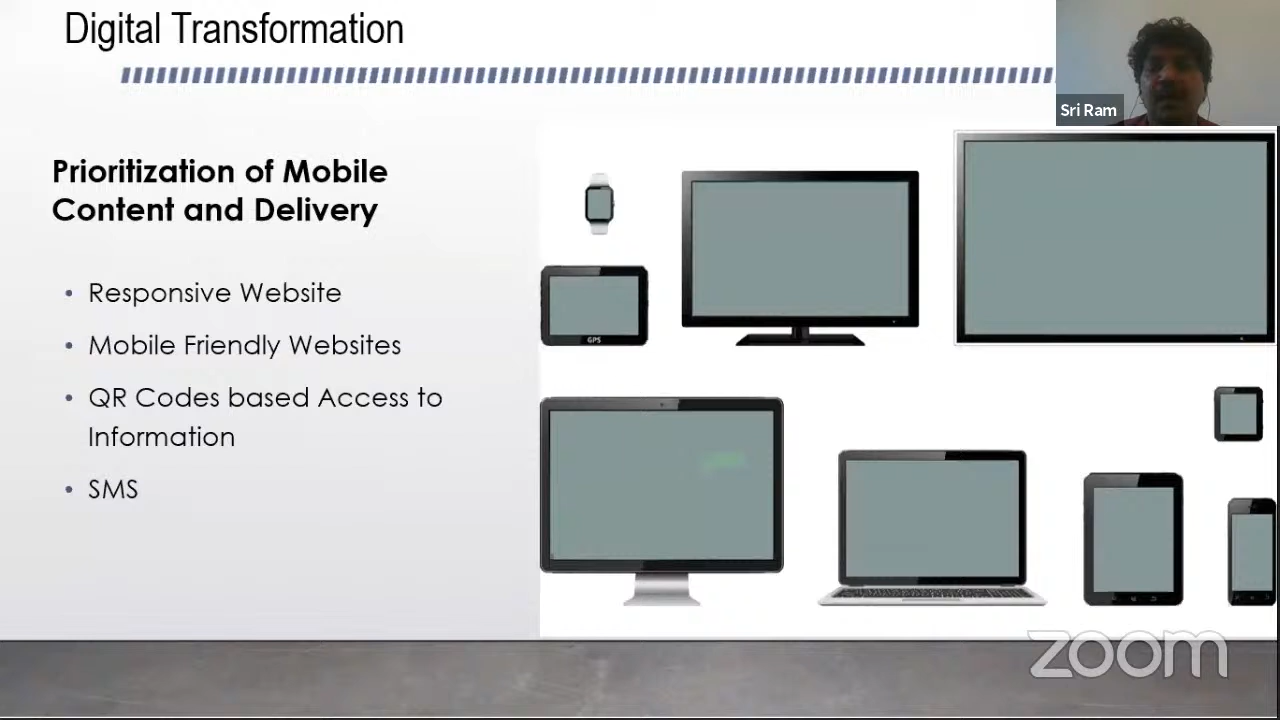 Digital Transformation
Sri Ram
Prioritization of Mobile
Content and Delivery
• Responsive Website
• Mobile Friendly Websites
• QR Codes based Access to
Information
• SMS
GPS
zoom